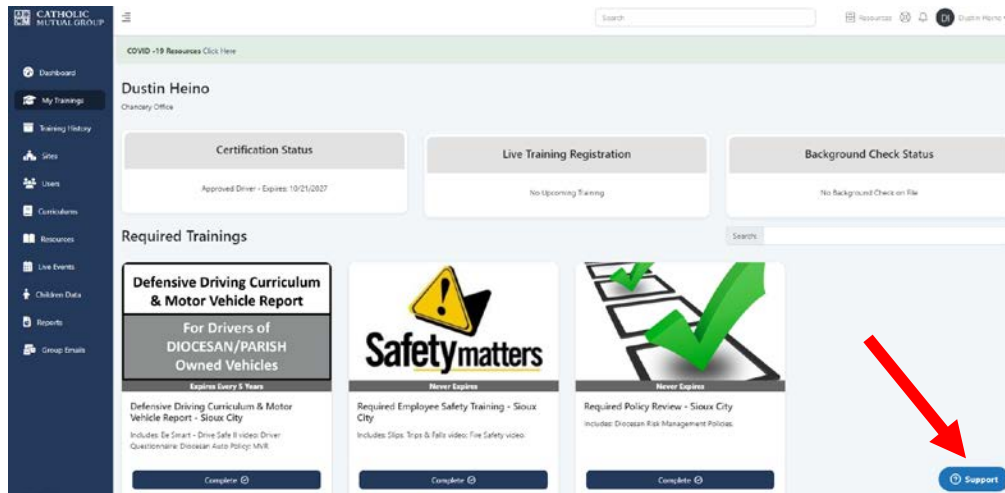 CATHOLIC
MUTUAL GROUP
Search
Resources
DI
Dustin Heino
COVID -19 Resources Click Here
Dashboard
My Trainings
Training History
Sites
Users
Curriculums
Resources
Live Events
Children Data
Reports
Group Emails
Dustin Heino
Chancery Office
Certification Status
Approved Driver - Expires: 10/21/2027
Live Training Registration
No Upcoming Training
Background Check Status
No Background Check on File
Required Trainings
Search:
Defensive Driving Curriculum
& Motor Vehicle Report
For Drivers of
DIOCESAN/PARISH
Owned Vehicles
Expires Every 5 Years
Defensive Driving Curriculum & Motor
Vehicle Report - Sioux City
Includes: Be Smart - Drive Safe II video; Driver
Questionnaire; Diocesan Auto Policy; MVR
Complete
Safetymatters
Never Expires
Required Employee Safety Training - Sioux
City
Includes: Slips, Trips & Falls video; Fire Safety video
Complete
Never Expires
Required Policy Review - Sioux City
Includes: Diocesan Risk Management Policies
Complete
Support